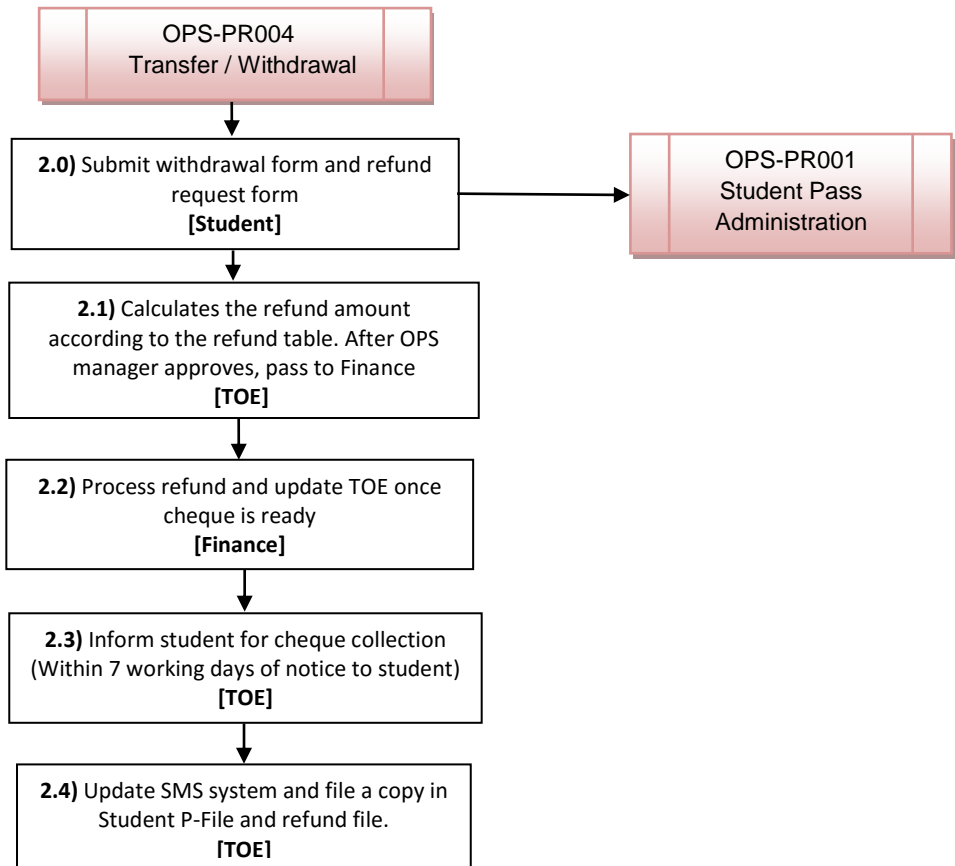 OPS-PR004
Transfer / Withdrawal
2.0) Submit withdrawal form and refund
request form
[Student]
OPS-PR001
Student Pass
Administration
2.1) Calculates the refund amount
according to the refund table. After OPS
manager approves, pass to Finance
[TOE]
2.2) Process refund and update TOE once
cheque is ready
[Finance]
2.3) Inform student for cheque collection
(Within 7 working days of notice to student)
[TOE]
2.4) Update SMS system and file a copy in
Student P-File and refund file.
[TOE]